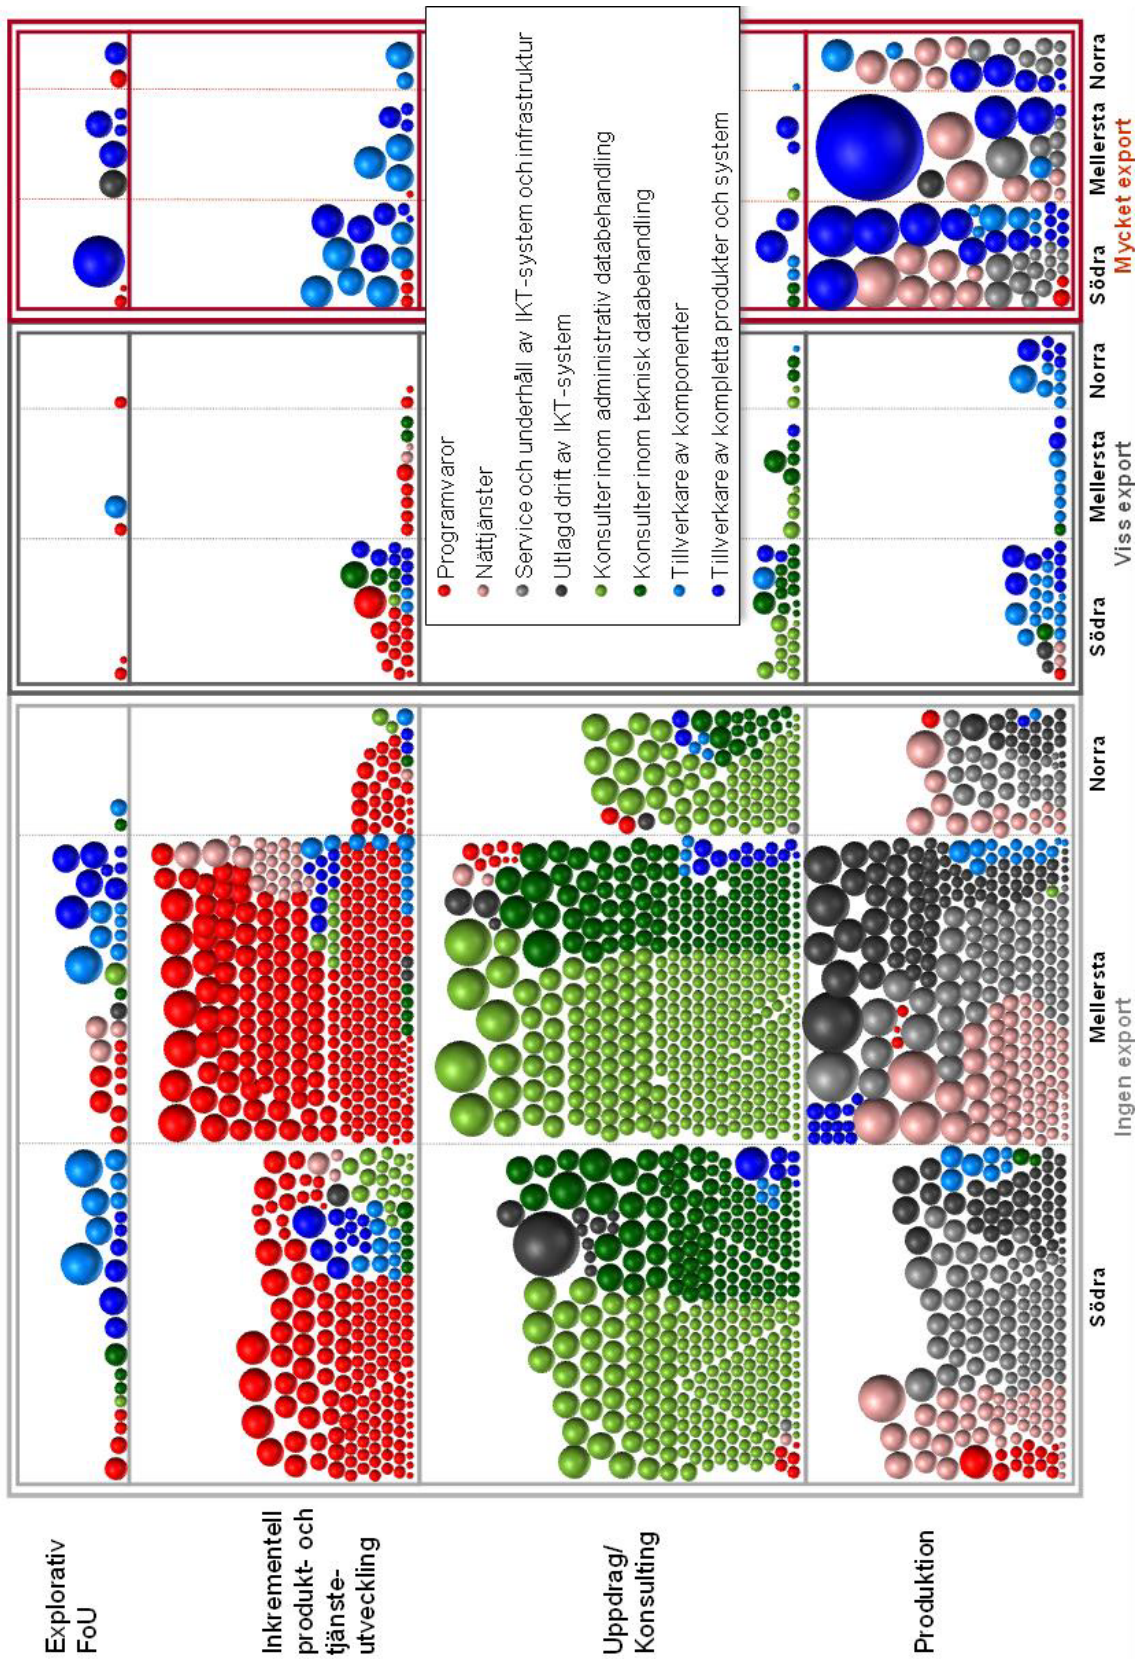 Explorativ
FoU
Inkrementell
produkt- och
tjänste-
utveckling
Uppdrag/
Konsulting
Produktion
Programvaror
Nättjänster
Service och underhåll av IKT-system och infrastruktur
Utlagd drift av IKT-system
Konsulter inom administrativ databehandling
Konsulter inom teknisk databehandling
Tillverkare av komponenter
Tillverkare av kompletta produkter och system
Södra
Mellersta
Norra
Södra
Mellersta
Norra
Södra
Mellersta
Norra
Ingen export
Viss export
Mycket export